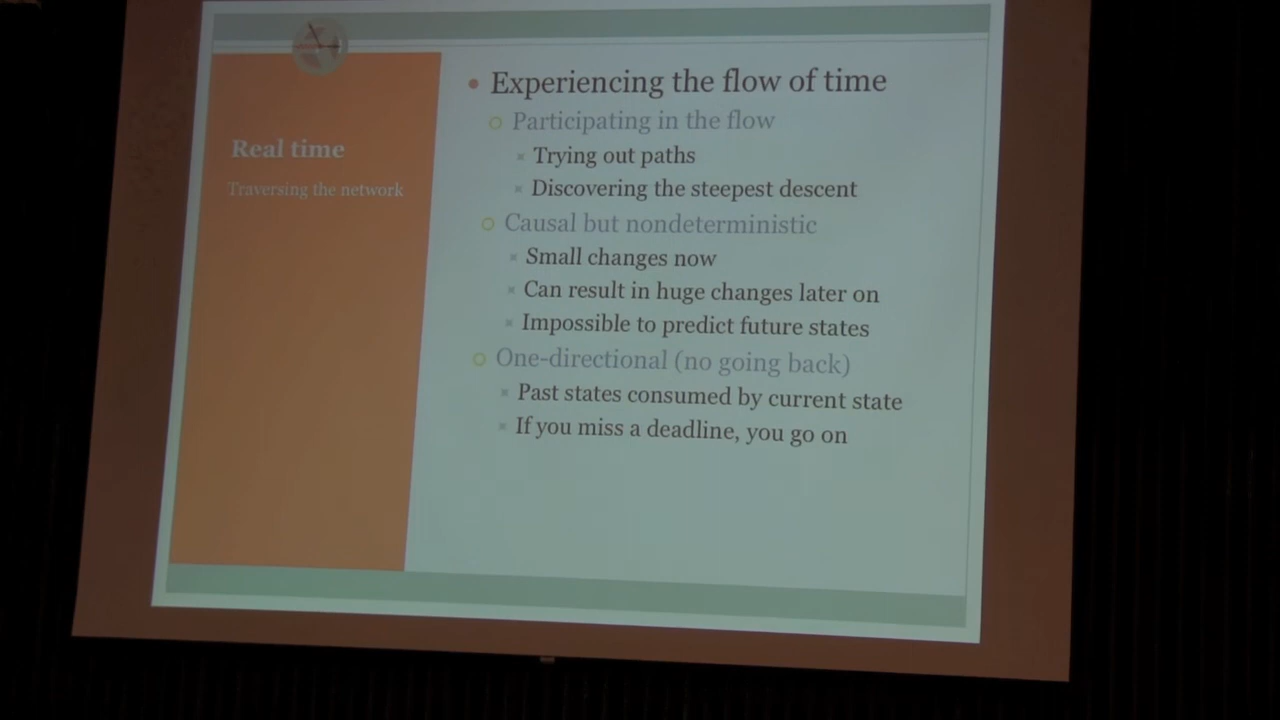 Real time
Traversing the network
Experiencing the flow of time
Participating in the flow
Trying out paths
Discovering the steepest descent
Causal but nondeterministic
Small changes now
Can result in huge changes later on
Impossible to predict future states
One-directional (no going back)
Past states consumed by current state
If you miss a deadline, you go on